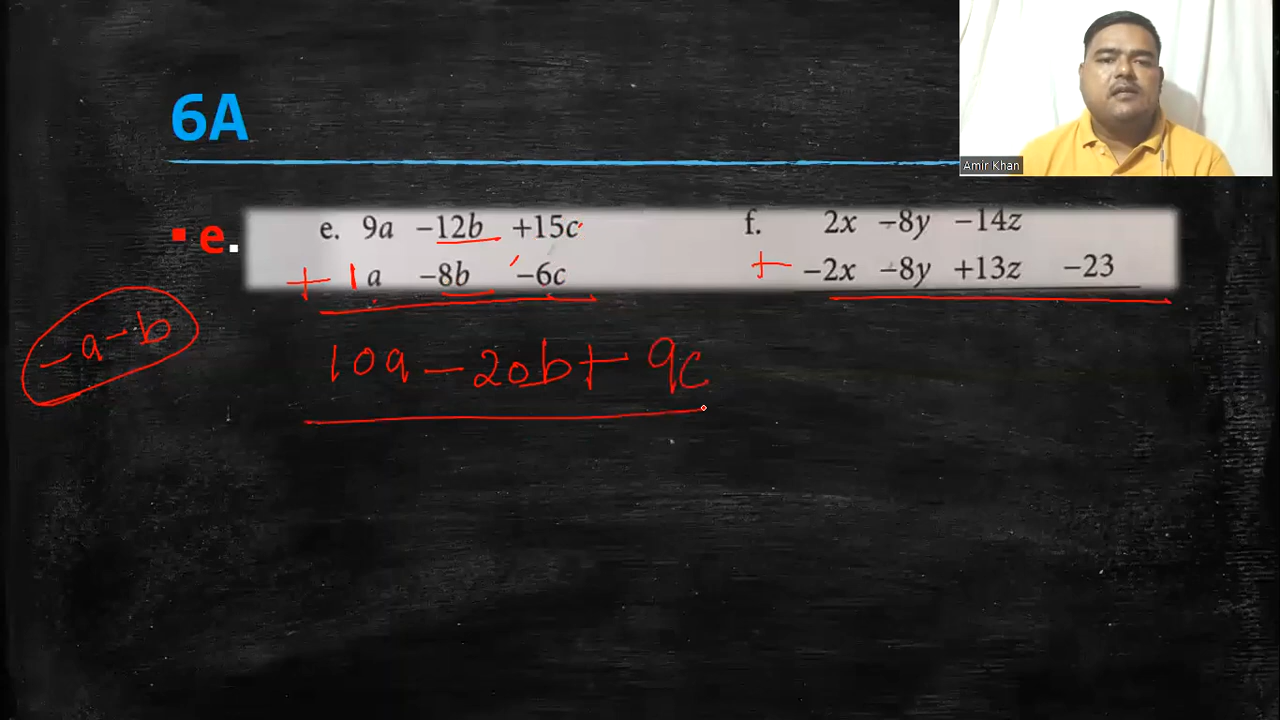 6A
Amir Khan
e.
e. 9a −12b +15c
+ 1a −8b −6c
10a − 20b + 9c
f. 2x −8y −14z
+ −2x −8y +13z −23
−a−b